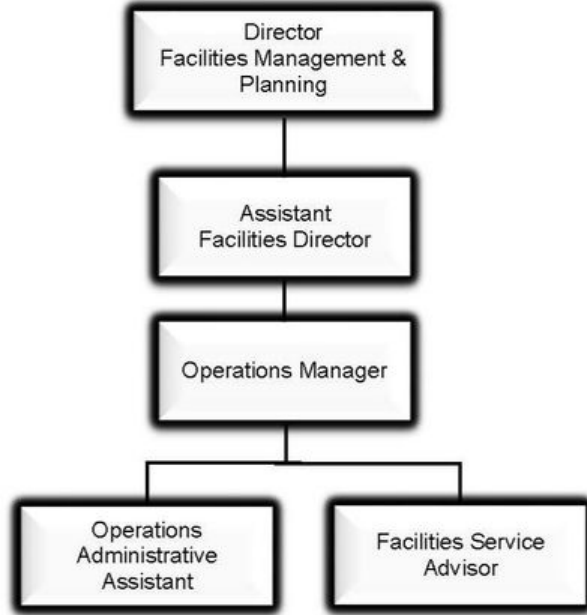 Director
Facilities Management &
Planning
Assistant
Facilities Director
Operations Manager
Operations
Administrative
Assistant
Facilities Service
Advisor